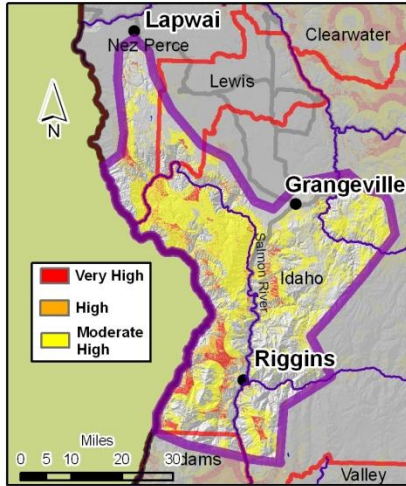 Lapwai
Nez Perce
Clearwater
Lewis
N
Grangeville
Salmon River
Idaho
Very High
High
Moderate
High
Riggins
Miles
0 5 10 20 30
dams
Valley